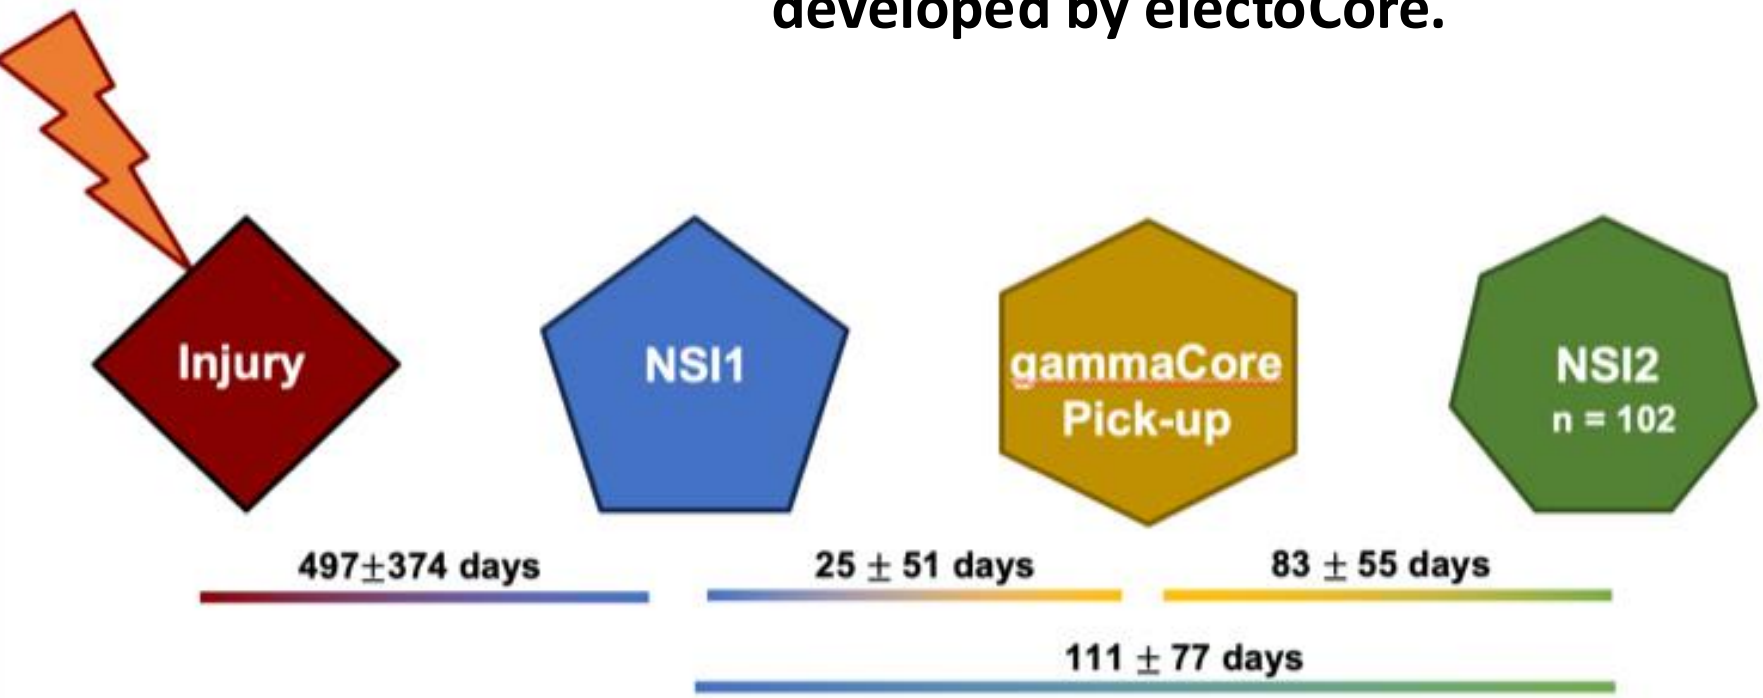 developed by electoCore.
Injury
NSI1
gammaCore
Pick-up
NSI2
n = 102
497±374 days
25 ± 51 days
83 ± 55 days
111 ± 77 days